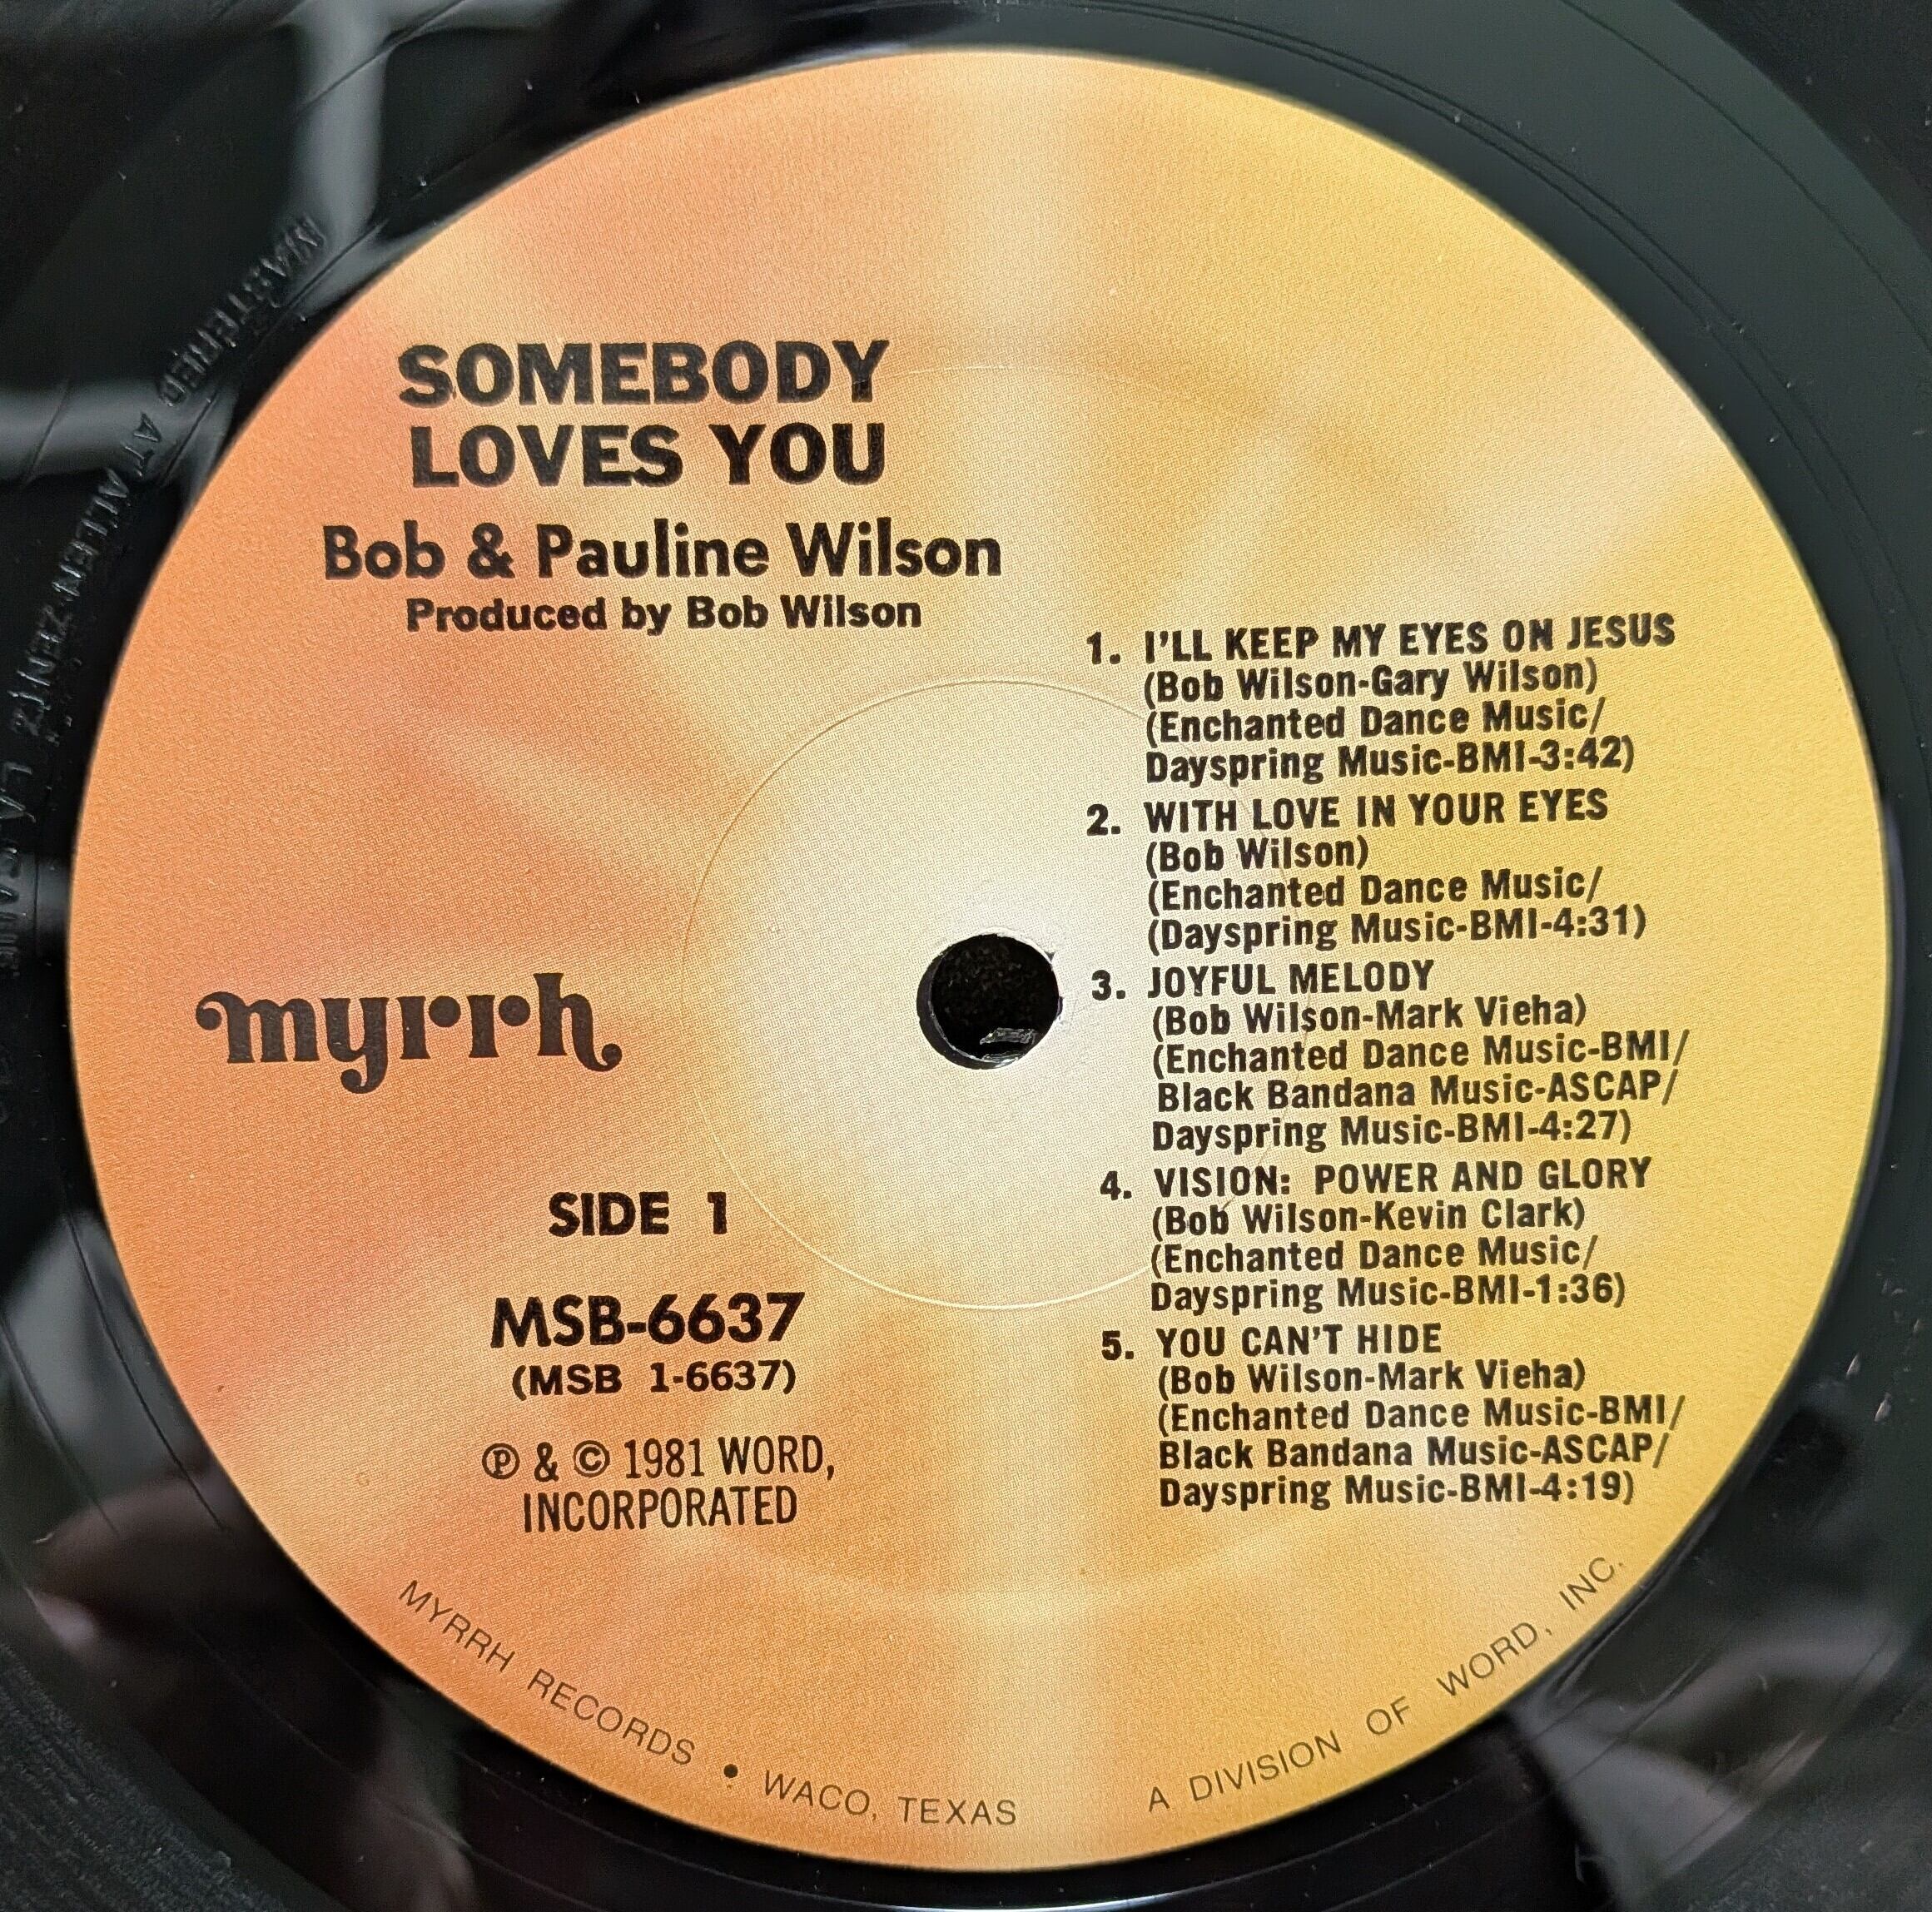 SOMEBODY
LOVES YOU
Bob & Pauline Wilson
Produced by Bob Wilson
myrrh
SIDE 1
MSB-6637
(MSB 1-6637)
℗ & © 1981 WORD,
INCORPORATED
1. I'LL KEEP MY EYES ON JESUS
(Bob Wilson-Gary Wilson)
(Enchanted Dance Music/
Dayspring Music-BMI-3:42)
2. WITH LOVE IN YOUR EYES
(Bob Wilson)
(Enchanted Dance Music/
(Dayspring Music-BMI-4:31)
3. JOYFUL MELODY
(Bob Wilson-Mark Vieha)
(Enchanted Dance Music-BMI/
Black Bandana Music-ASCAP/
Dayspring Music-BMI-4:27)
4. VISION: POWER AND GLORY
(Bob Wilson-Kevin Clark)
(Enchanted Dance Music/
Dayspring Music-BMI-1:36)
5. YOU CAN'T HIDE
(Bob Wilson-Mark Vieha)
(Enchanted Dance Music-BMI/
Black Bandana Music-ASCAP/
Dayspring Music-BMI-4:19)
MYRRH RECORDS • WACO, TEXAS A DIVISION OF WORD, INC.
MASTERED AT ALLEN ZENTZ